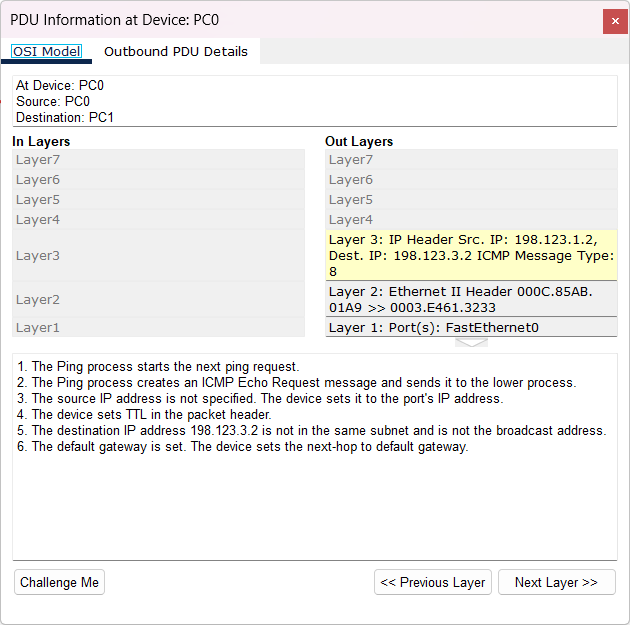 PDU Information at Device: PC0
OSI Model Outbound PDU Details
At Device: PC0
Source: PC0
Destination: PC1
In Layers
Layer7
Layer6
Layer5
Layer4
Layer3
Layer2
Layer1
Out Layers
Layer7
Layer6
Layer5
Layer4
Layer 3: IP Header Src. IP: 198.123.1.2,
Dest. IP: 198.123.3.2 ICMP Message Type:
8
Layer 2: Ethernet II Header 000C.85AB.
01A9 >> 0003.E461.3233
Layer 1: Port(s): FastEthernet0
1. The Ping process starts the next ping request.
2. The Ping process creates an ICMP Echo Request message and sends it to the lower process.
3. The source IP address is not specified. The device sets it to the port's IP address.
4. The device sets TTL in the packet header.
5. The destination IP address 198.123.3.2 is not in the same subnet and is not the broadcast address.
6. The default gateway is set. The device sets the next-hop to default gateway.
Challenge Me << Previous Layer Next Layer >>